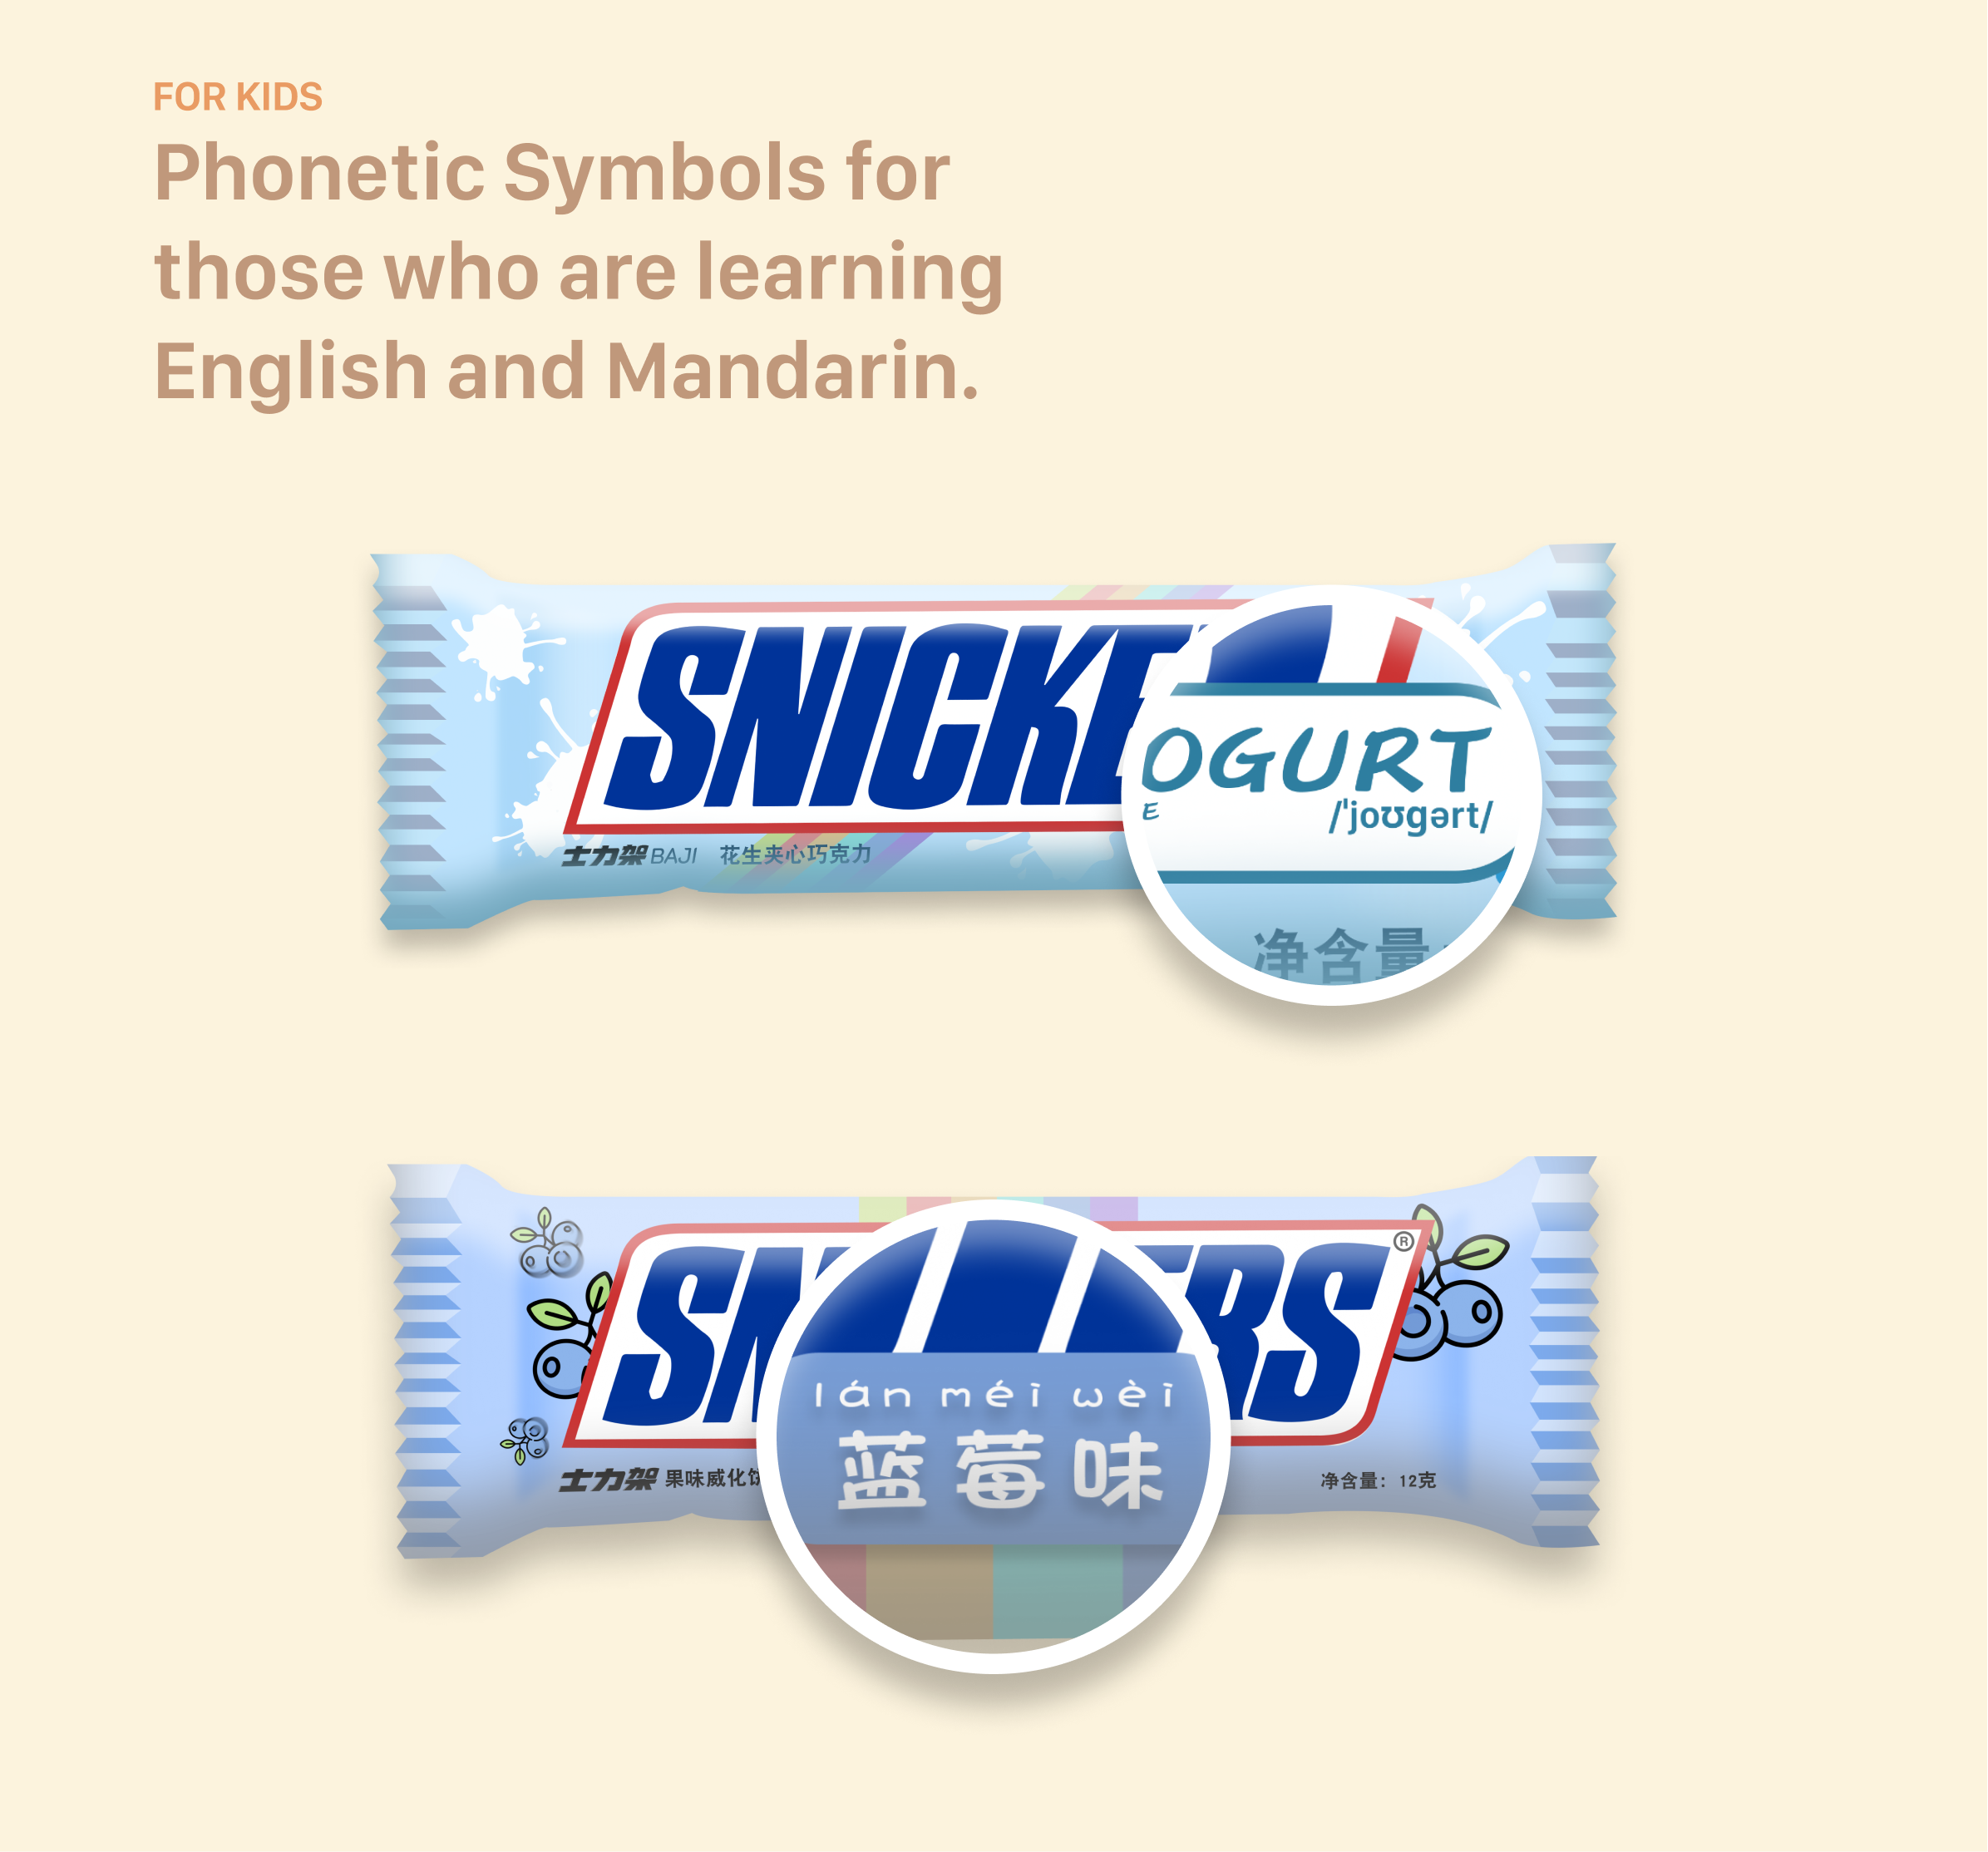 FOR KIDS
Phonetic Symbols for
those who are learning
English and Mandarin.
SNICKE
OGURT
E
/ˈjoʊgərt/
士力架 BAJI 花生夹心巧克力
净含量
SN
ERS
®
lán méi wèi
蓝莓味
士力架 果味威化饼
净含量：12克